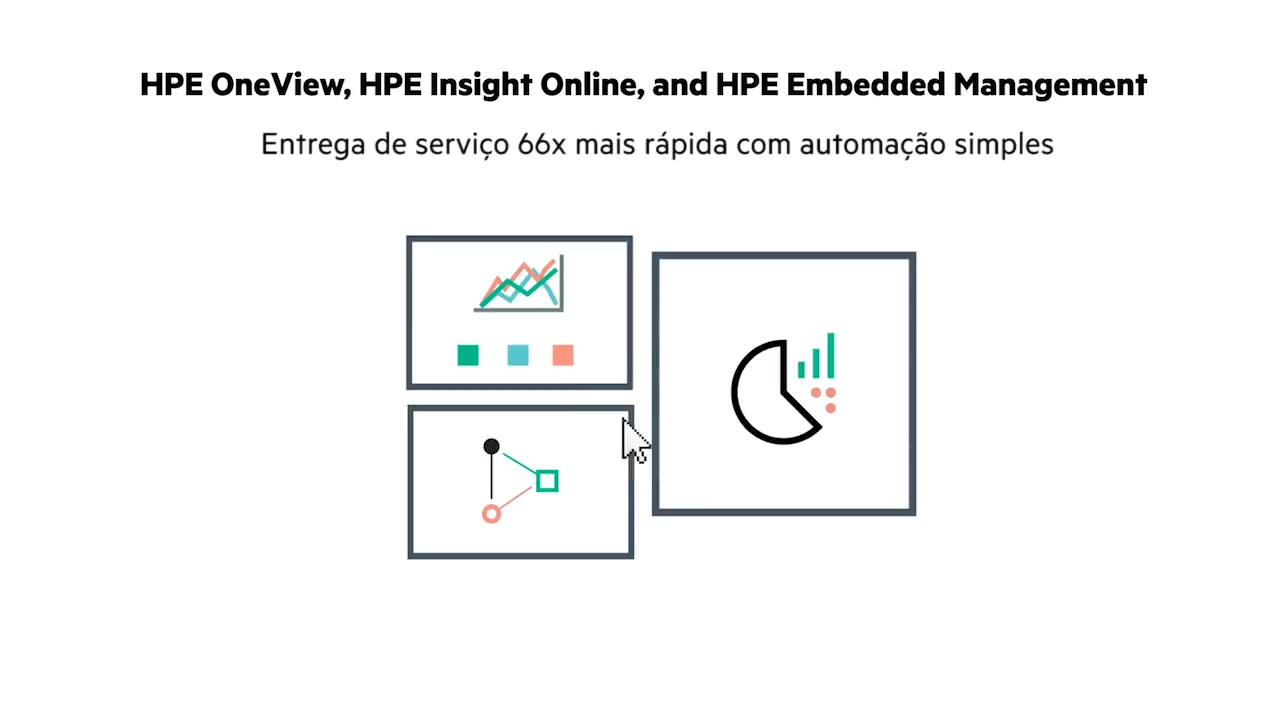 HPE OneView, HPE Insight Online, and HPE Embedded Management
Entrega de serviço 66x mais rápida com automação simples